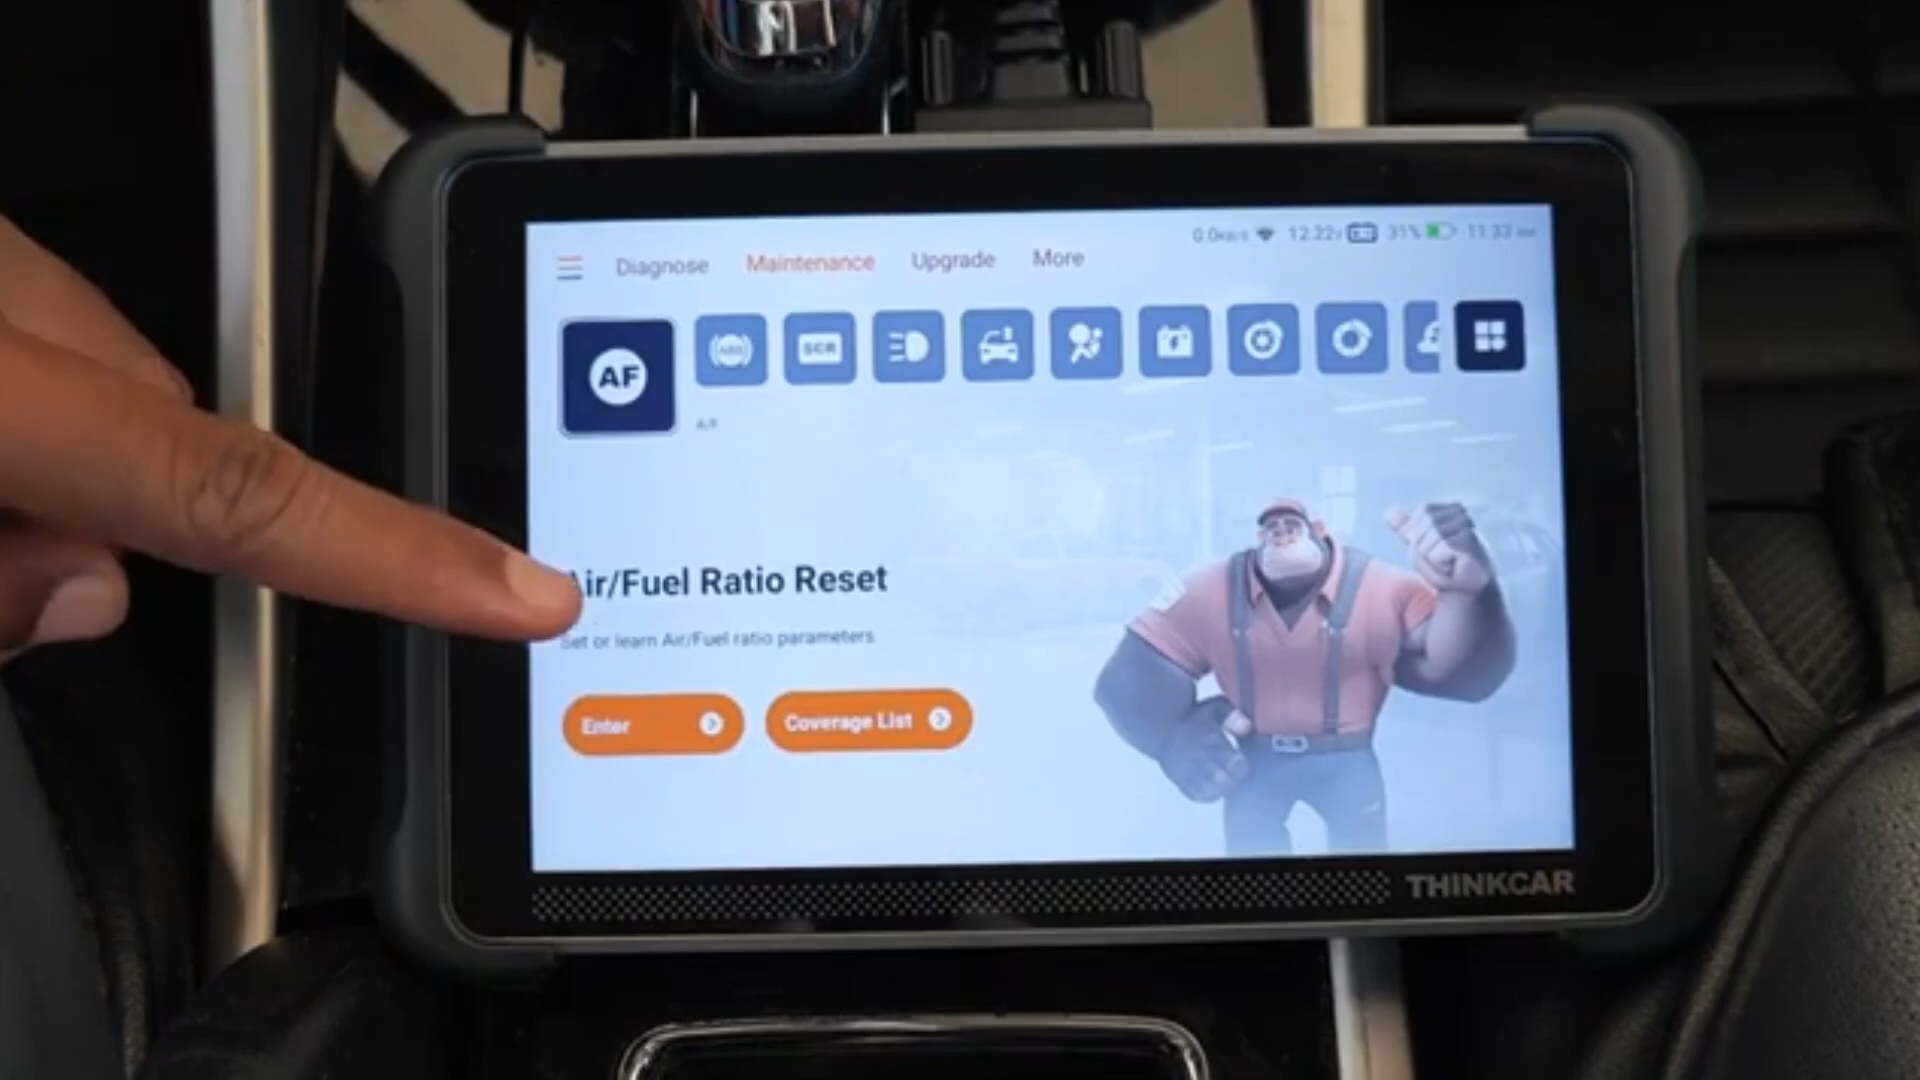 12.22v 31% 11:33
Diagnose Maintenance Upgrade More
AF ABS SCR
A/F
Air/Fuel Ratio Reset
Set or learn Air/Fuel ratio parameters
Enter Coverage List
THINKCAR